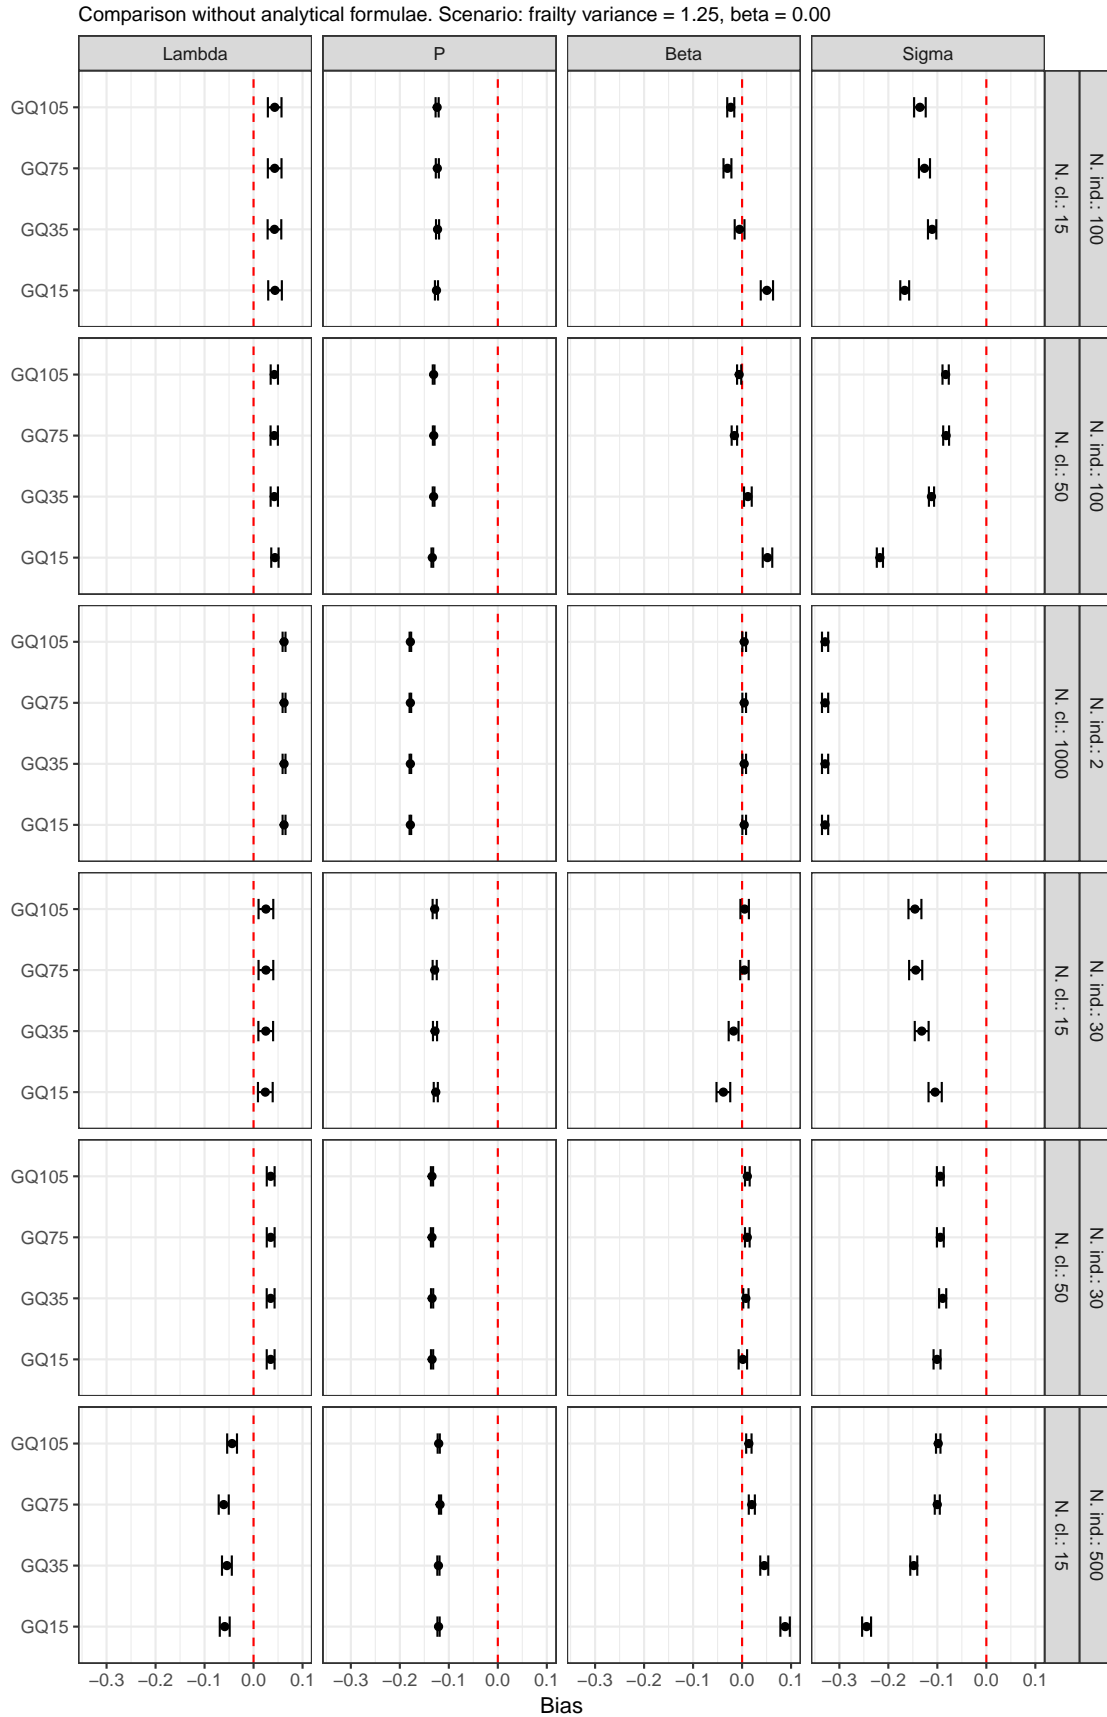 Comparison without analytical formulae. Scenario: frailty variance = 1.25, beta = 0.00
Lambda P Beta Sigma
GQ105
GQ75
GQ35
GQ15
N. cl.: 15
N. ind.: 100
GQ105
GQ75
GQ35
GQ15
N. cl.: 50
N. ind.: 100
GQ105
GQ75
GQ35
GQ15
N. cl.: 1000
N. ind.: 2
GQ105
GQ75
GQ35
GQ15
N. cl.: 15
N. ind.: 30
GQ105
GQ75
GQ35
GQ15
N. cl.: 50
N. ind.: 30
GQ105
GQ75
GQ35
GQ15
N. cl.: 15
N. ind.: 500
−0.3 −0.2 −0.1 0.0 0.1 −0.3 −0.2 −0.1 0.0 0.1 −0.3 −0.2 −0.1 0.0 0.1 −0.3 −0.2 −0.1 0.0 0.1
Bias